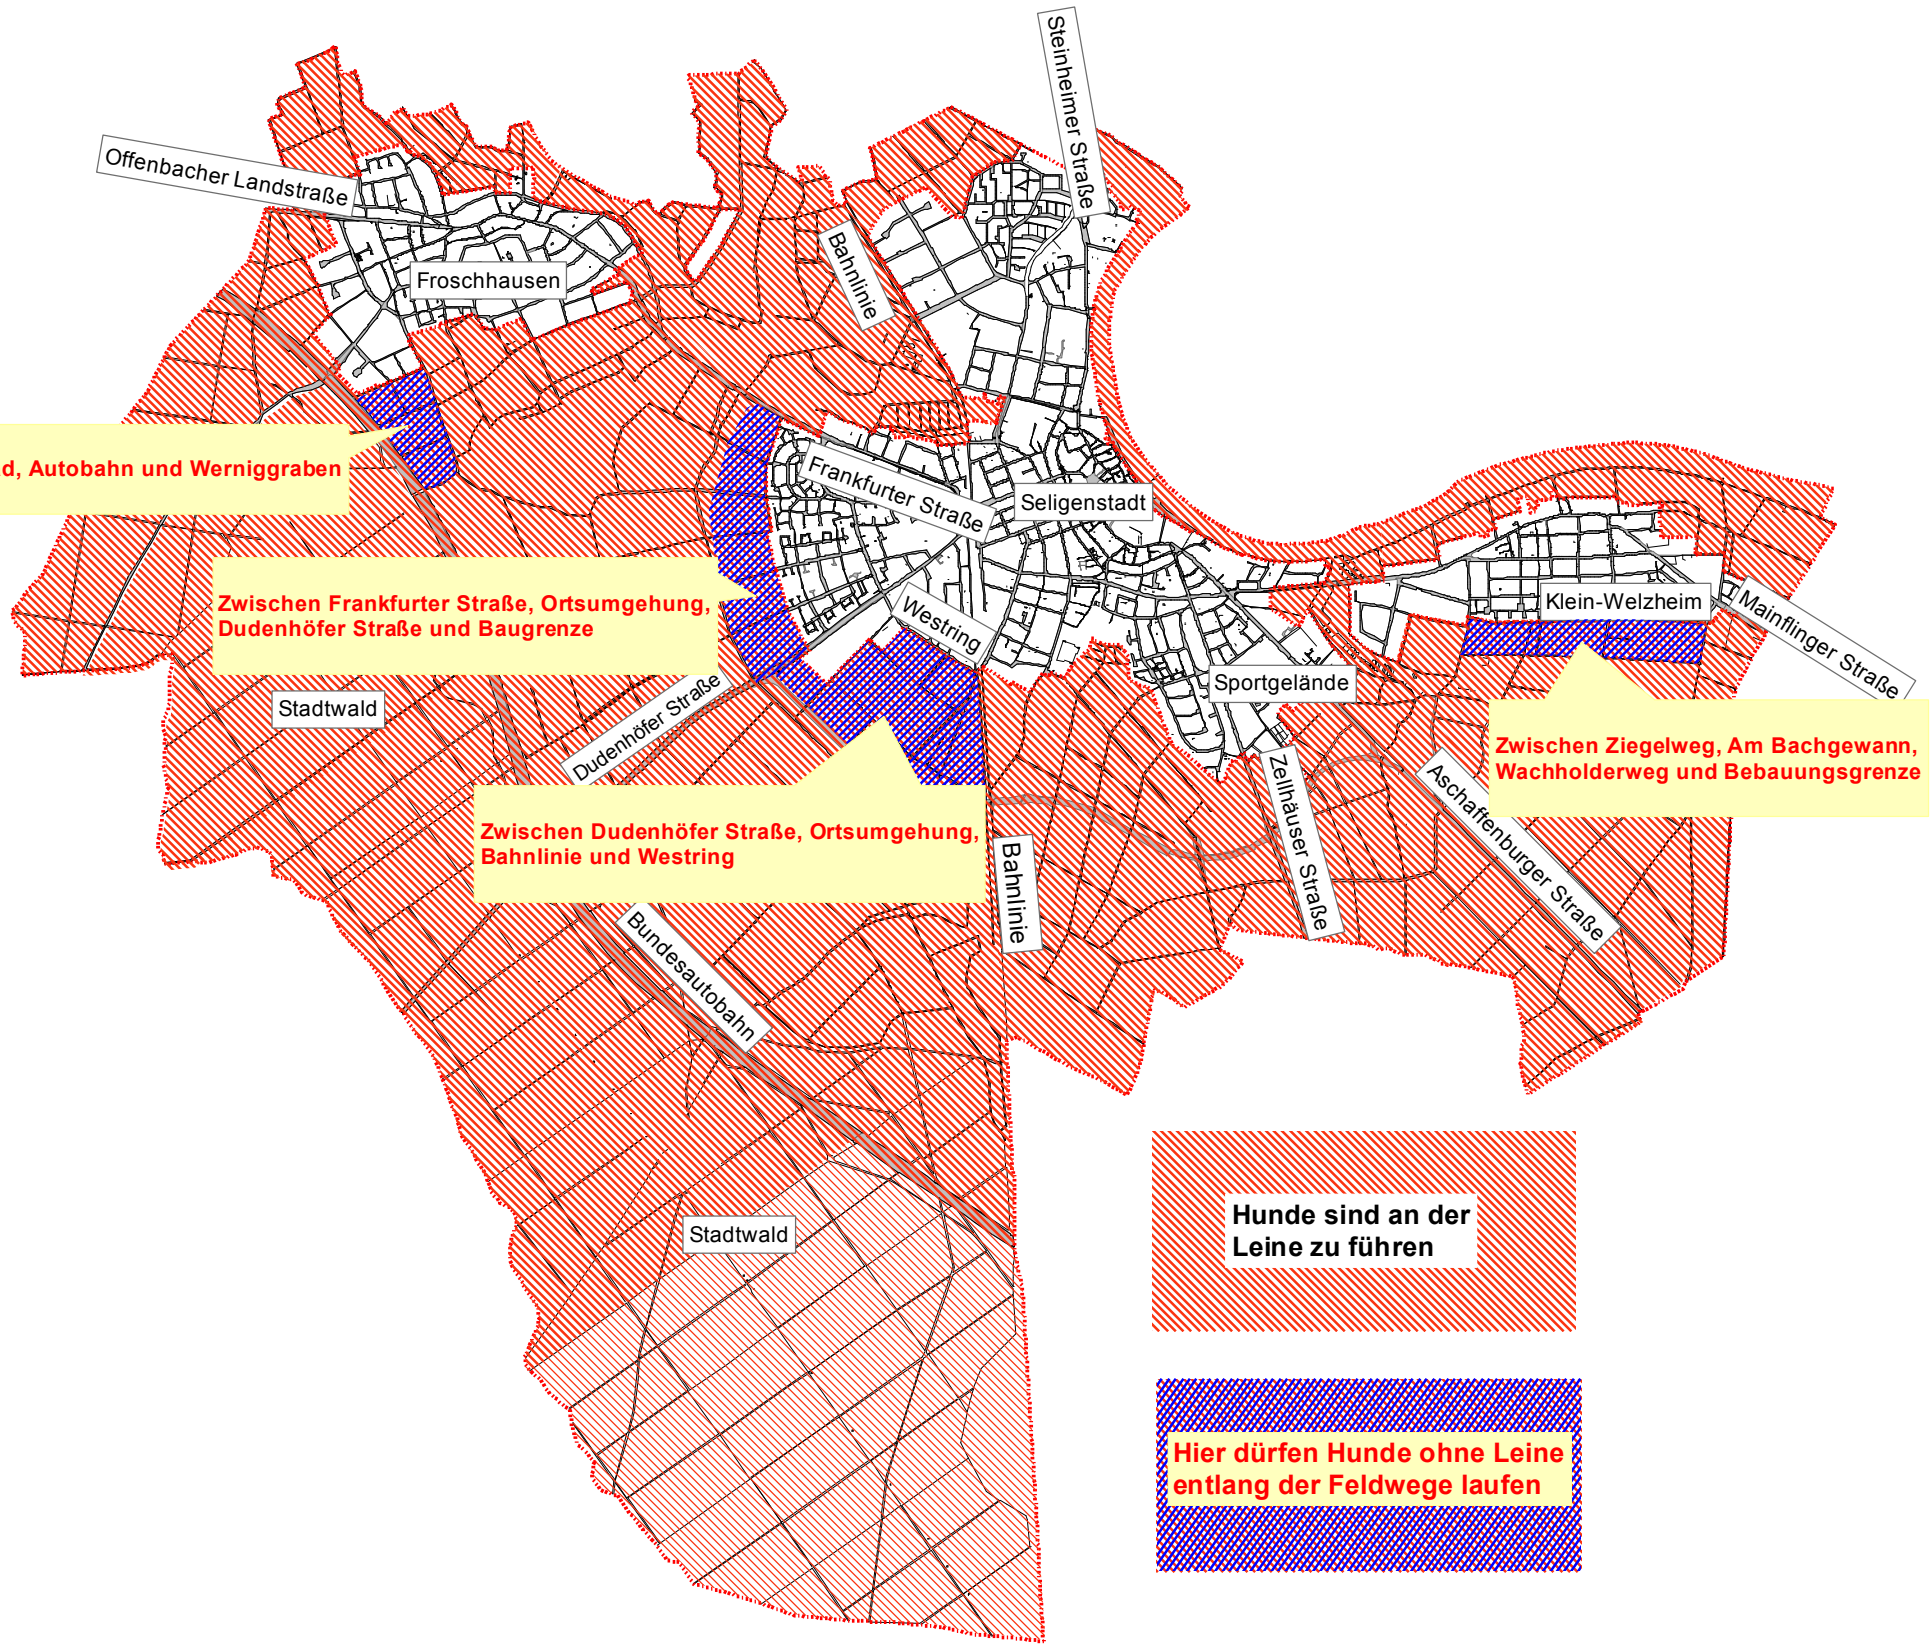 Steinheimer Straße
Offenbacher Landstraße
Bahnlinie
Froschhausen
Autobahn und Werniggraben
Frankfurter Straße
Seligenstadt
Zwischen Frankfurter Straße, Ortsumgehung,
Dudenhöfer Straße und Baugrenze
Westring
Klein-Welzheim
Mainflinger Straße
Sportgelände
Stadtwald
Dudenhöfer Straße
Zwischen Ziegelweg, Am Bachgewann,
Wachholderweg und Bebauungsgrenze
Zwischen Dudenhöfer Straße, Ortsumgehung,
Bahnlinie und Westring
Bahnlinie
Zellhäuser Straße
Aschaffenburger Straße
Bundesautobahn
Stadtwald
Hunde sind an der
Leine zu führen
Hier dürfen Hunde ohne Leine
entlang der Feldwege laufen